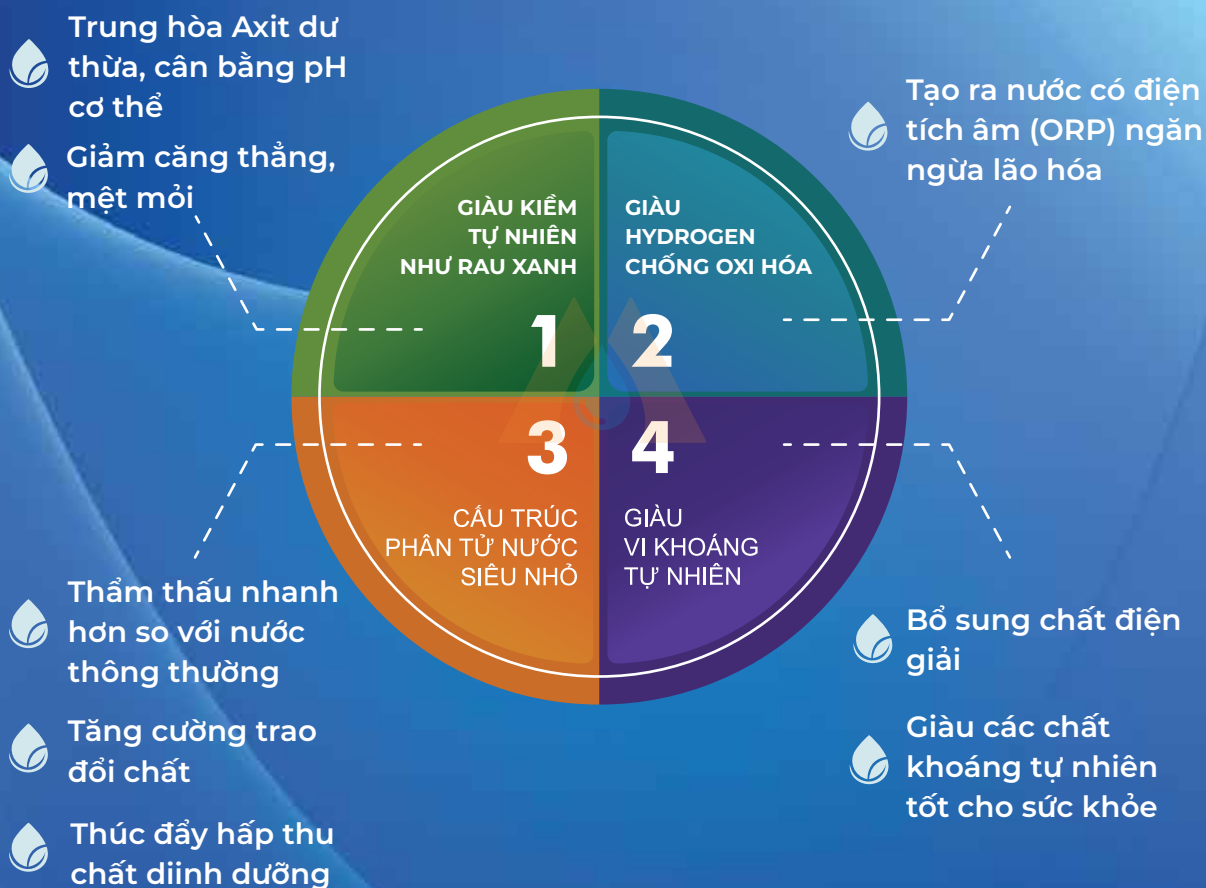 Trung hòa Axit dư
thừa, cân bằng pH
cơ thể
Giảm căng thẳng,
mệt mỏi
Tạo ra nước có điện
tích âm (ORP) ngăn
ngừa lão hóa
GIÀU KIỀM
TỰ NHIÊN
NHƯ RAU XANH
1
GIÀU
HYDROGEN
CHỐNG OXI HÓA
2
3
CẤU TRÚC
PHÂN TỬ NƯỚC
SIÊU NHỎ
4
GIÀU
VI KHOÁNG
TỰ NHIÊN
Thẩm thấu nhanh
hơn so với nước
thông thường
Tăng cường trao
đổi chất
Thúc đẩy hấp thu
chất diinh dưỡng
Bổ sung chất điện
giải
Giàu các chất
khoáng tự nhiên
tốt cho sức khỏe